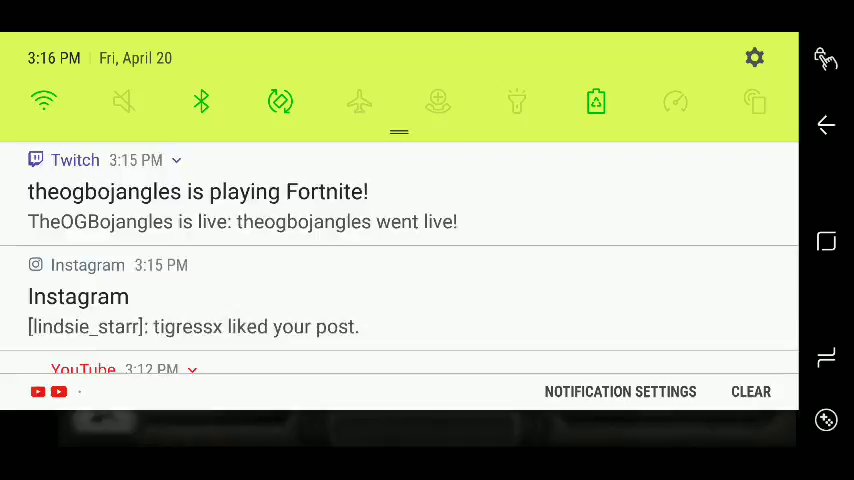 3:16 PM | Fri, April 20
Twitch 3:15 PM
theogbojangles is playing Fortnite!
TheOGBojangles is live: theogbojangles went live!
Instagram 3:15 PM
Instagram
[lindsie_starr]: tigressx liked your post.
YouTube 3:12 PM
NOTIFICATION SETTINGS CLEAR